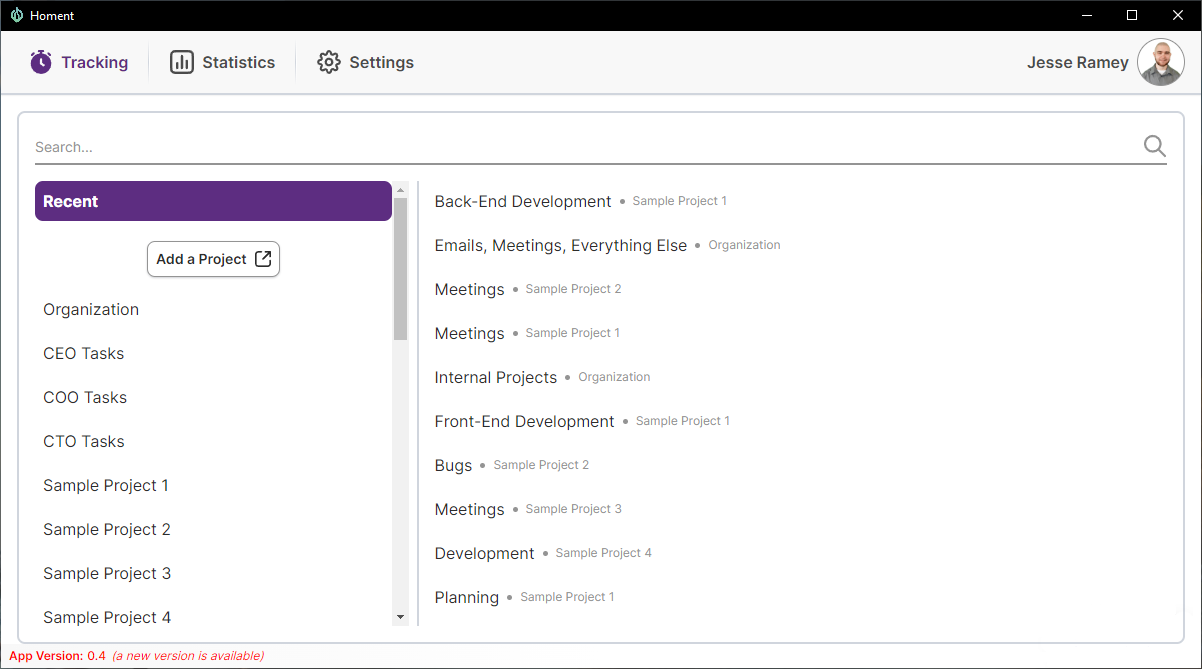 Homent
Tracking
Statistics
Settings
Jesse Ramey
Search...
Recent
Add a Project
Organization
CEO Tasks
COO Tasks
CTO Tasks
Sample Project 1
Sample Project 2
Sample Project 3
Sample Project 4
Back-End Development • Sample Project 1
Emails, Meetings, Everything Else • Organization
Meetings • Sample Project 2
Meetings • Sample Project 1
Internal Projects • Organization
Front-End Development • Sample Project 1
Bugs • Sample Project 2
Meetings • Sample Project 3
Development • Sample Project 4
Planning • Sample Project 1
App Version: 0.4 (a new version is available)